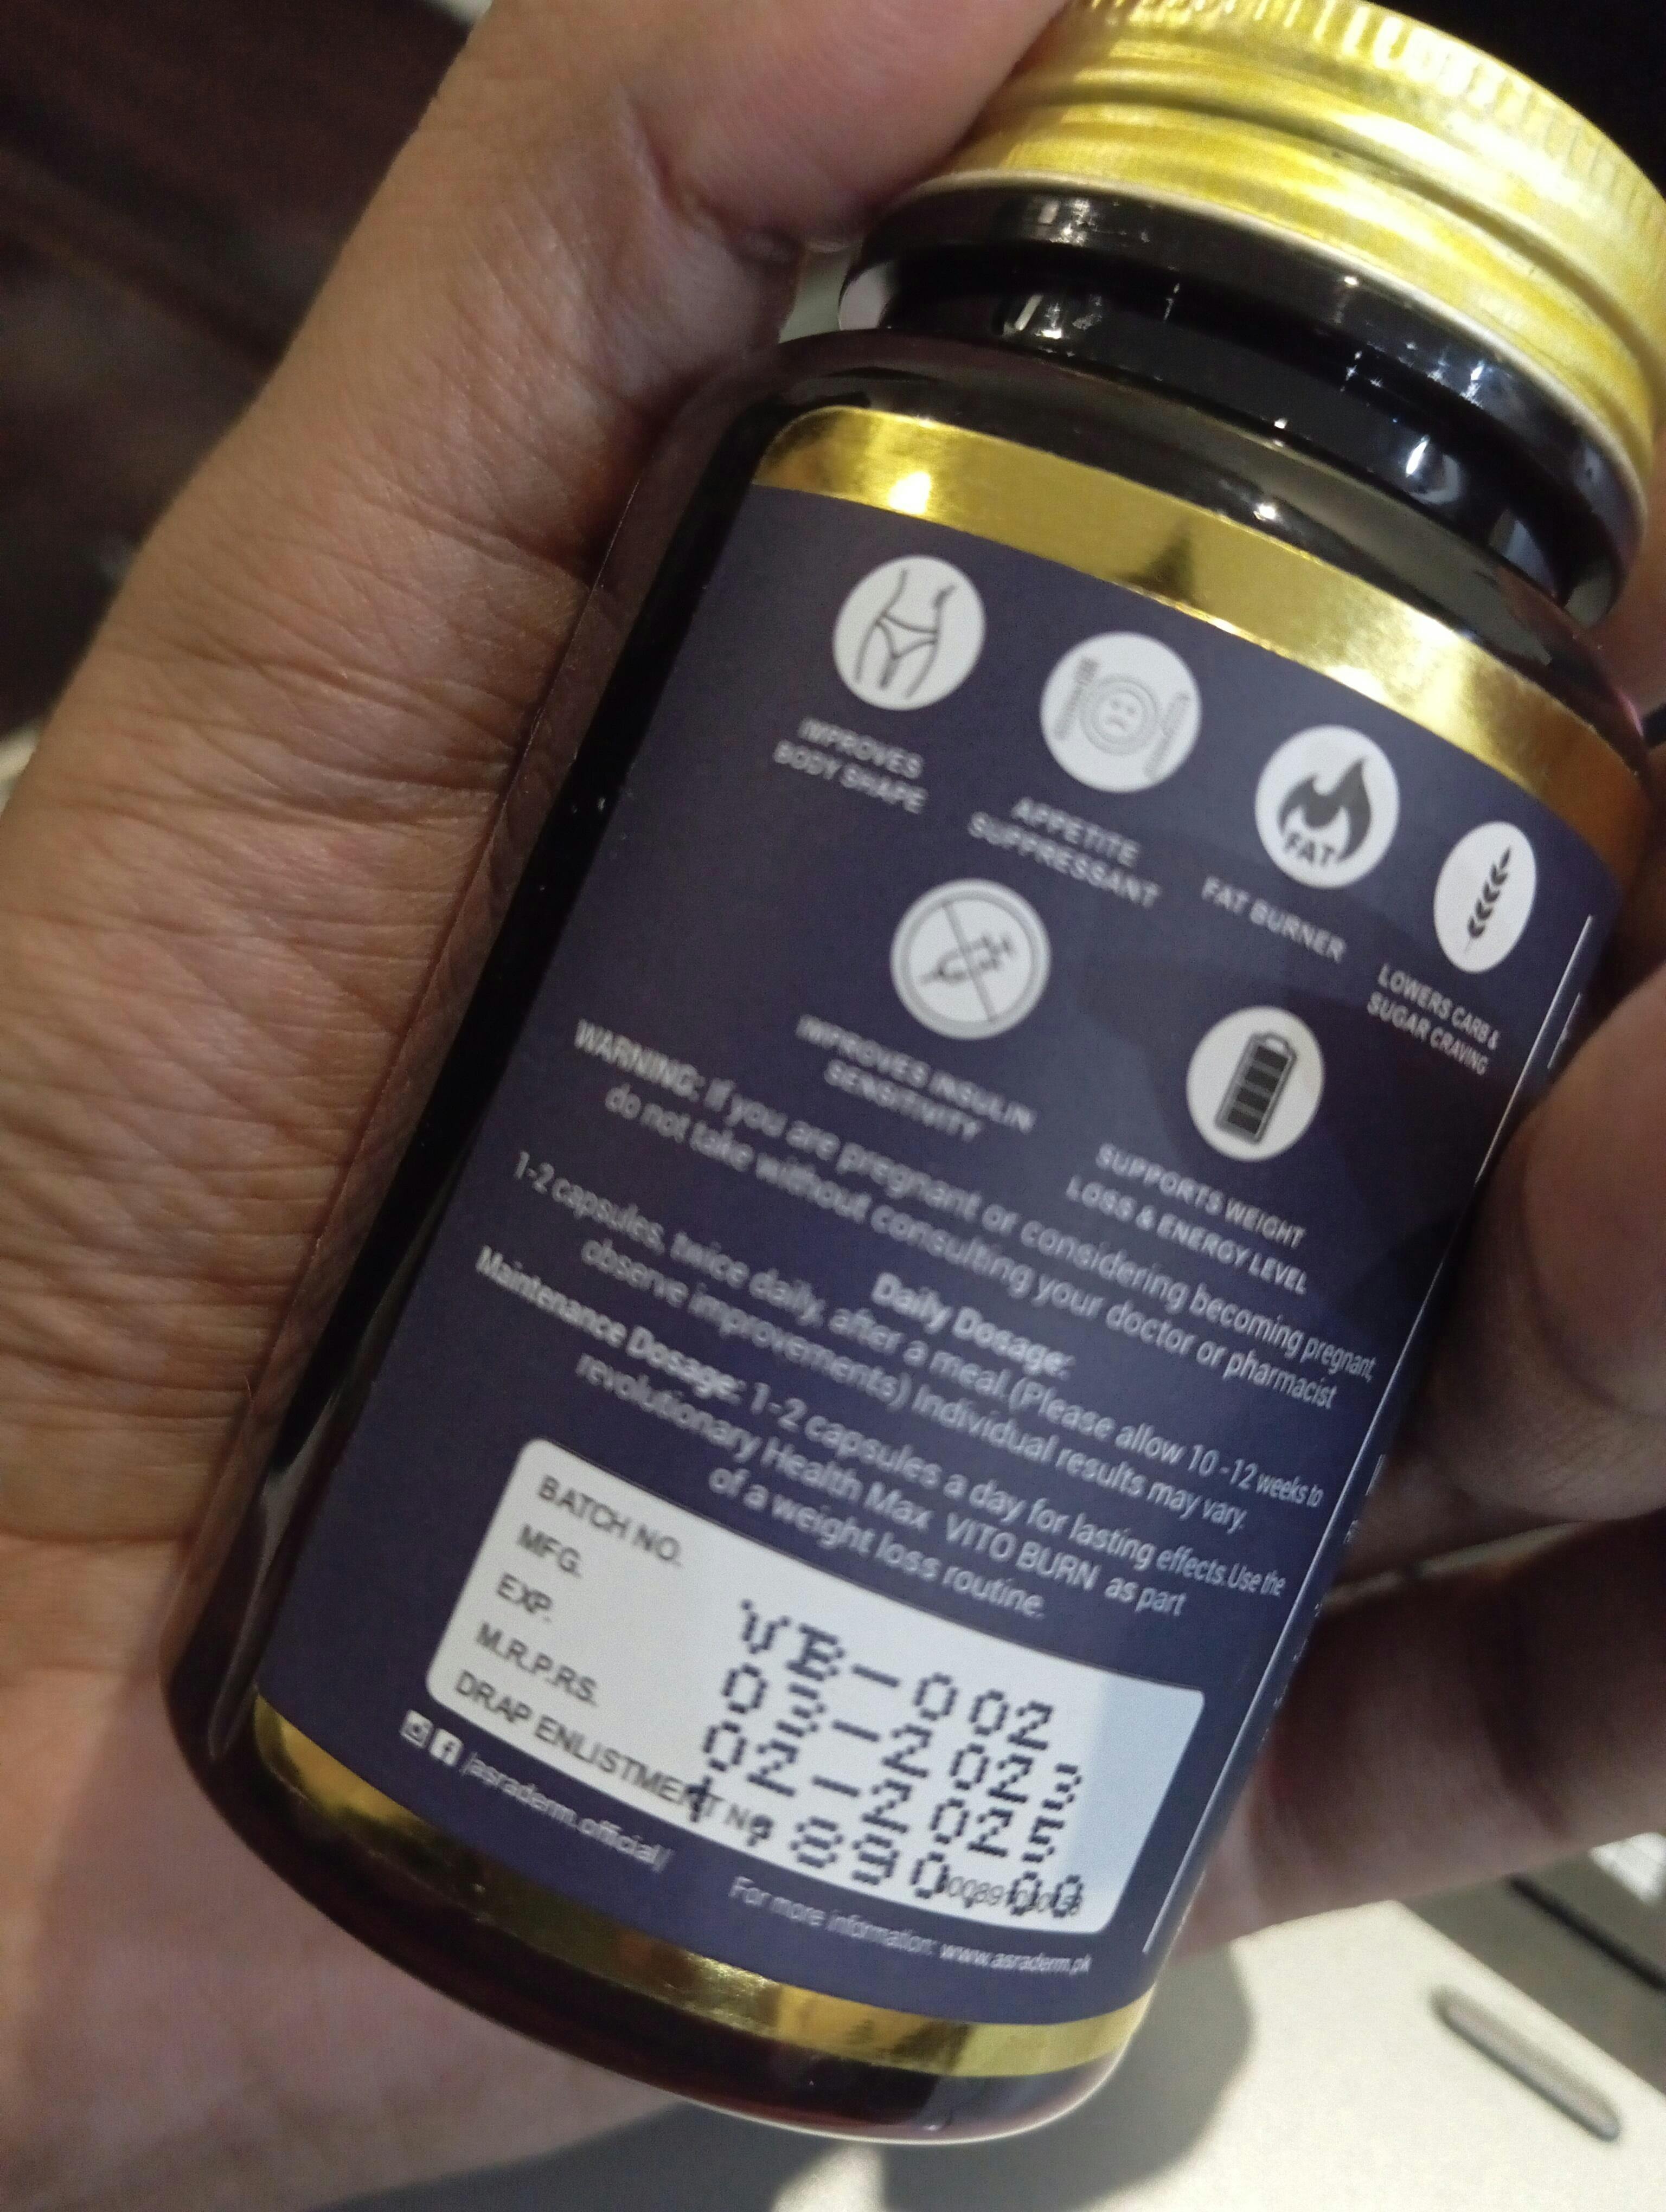 IMPROVES
BODY SHAPE
APPETITE
SUPPRESSANT
FAT
FAT BURNER
LOWERS CARB &
SUGAR CRAVING
IMPROVES INSULIN
SENSITIVITY
SUPPORTS WEIGHT
LOSS & ENERGY LEVEL
WARNING: If you are pregnant or considering becoming pregnant,
do not take without consulting your doctor or pharmacist
Daily Dosage:
1-2 capsules, twice daily, after a meal.(Please allow 10 -12 weeks to
observe improvements) Individual results may vary.
Maintenance Dosage: 1-2 capsules a day for lasting effects.Use the
revolutionary Health Max VITO BURN as part
of a weight loss routine.
BATCH NO. VB-002
MFG. 03-2023
EXP. 02-2025
M.R.P.RS. 1,890.00
DRAP ENLISTMENT NO
/asraderm.official/
For more information: www.asraderm.pk